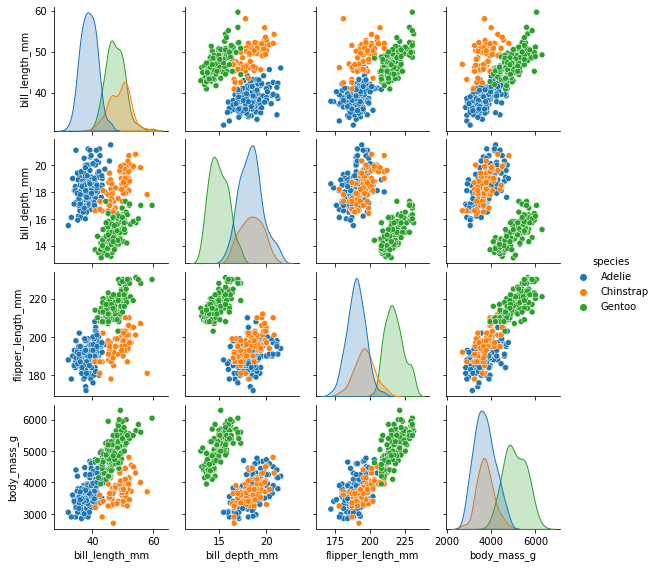 bill_length_mm
60
50
40
bill_depth_mm
20
18
16
14
species
Adelie
Chinstrap
Gentoo
flipper_length_mm
220
200
180
body_mass_g
6000
5000
4000
3000
40 60
15 20
175 200 225
2000 4000 6000
bill_length_mm bill_depth_mm flipper_length_mm body_mass_g